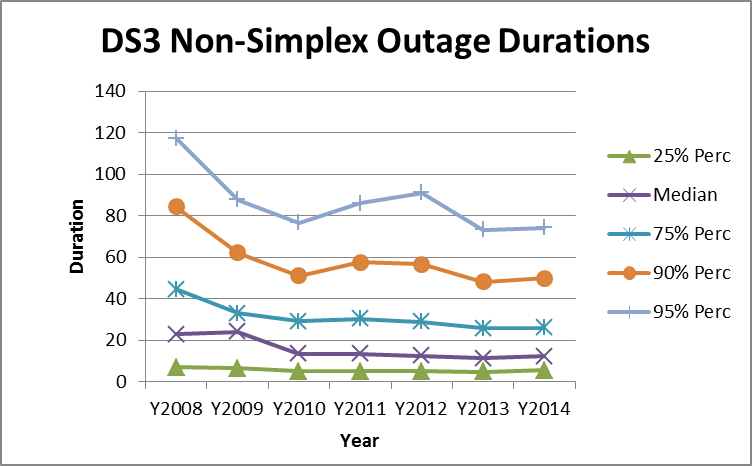 DS3 Non-Simplex Outage Durations
140
120
100
80
60
40
20
0
Duration
Y2008 Y2009 Y2010 Y2011 Y2012 Y2013 Y2014
Year
25% Perc
Median
75% Perc
90% Perc
95% Perc